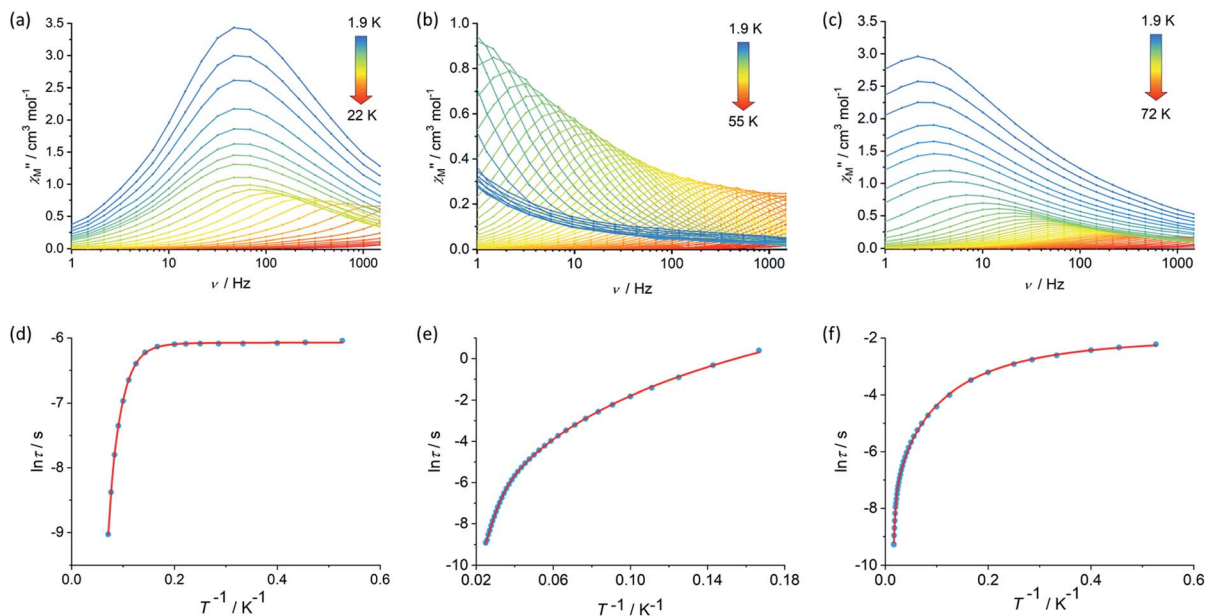 (a)
3.5
3.0
2.5
2.0
1.5
1.0
0.5
0.0
χM'' / cm³ mol⁻¹
1.9 K
22 K
1 10 100 1000
ν / Hz
(b)
1.0
0.8
0.6
0.4
0.2
0.0
χM'' / cm³ mol⁻¹
1.9 K
55 K
1 10 100 1000
ν / Hz
(c)
3.5
3.0
2.5
2.0
1.5
1.0
0.5
0.0
χM'' / cm³ mol⁻¹
1.9 K
72 K
1 10 100 1000
ν / Hz
(d)
-6
-7
-8
-9
lnτ / s
0.0 0.2 0.4 0.6
T⁻¹ / K⁻¹
(e)
0
-2
-4
-6
-8
-10
lnτ / s
0.02 0.06 0.10 0.14 0.18
T⁻¹ / K⁻¹
(f)
-2
-4
-6
-8
-10
lnτ / s
0.0 0.2 0.4 0.6
T⁻¹ / K⁻¹